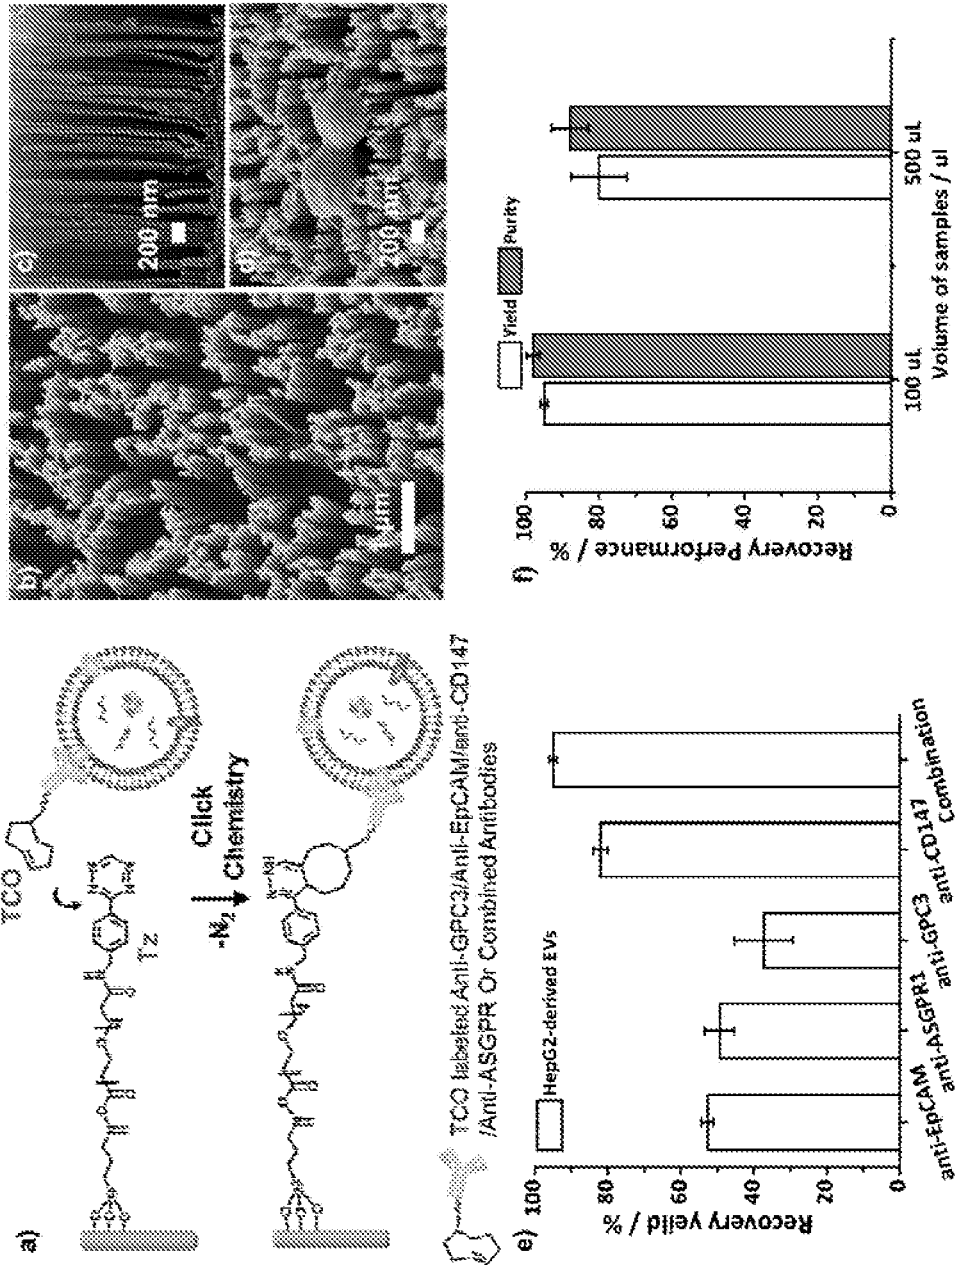 a)
TCO
Tz
Click
Chemistry
-N2
TCO labeled Anti-GPC3/Anti-EpCAM/anti-CD147
/Anti-ASGPR Or Combined Antibodies
b)
1μm
c)
200 nm
d)
200 nm
e)
HepG2-derived EVs
Recovery yeild / %
100
80
60
40
20
0
anti-EpCAM
anti-ASGPR1
anti-GPC3
anti-CD147
Combination
f)
Yield
Purity
Recovery Performance / %
100
80
60
40
20
0
100 uL
500 uL
Volume of samples / ul